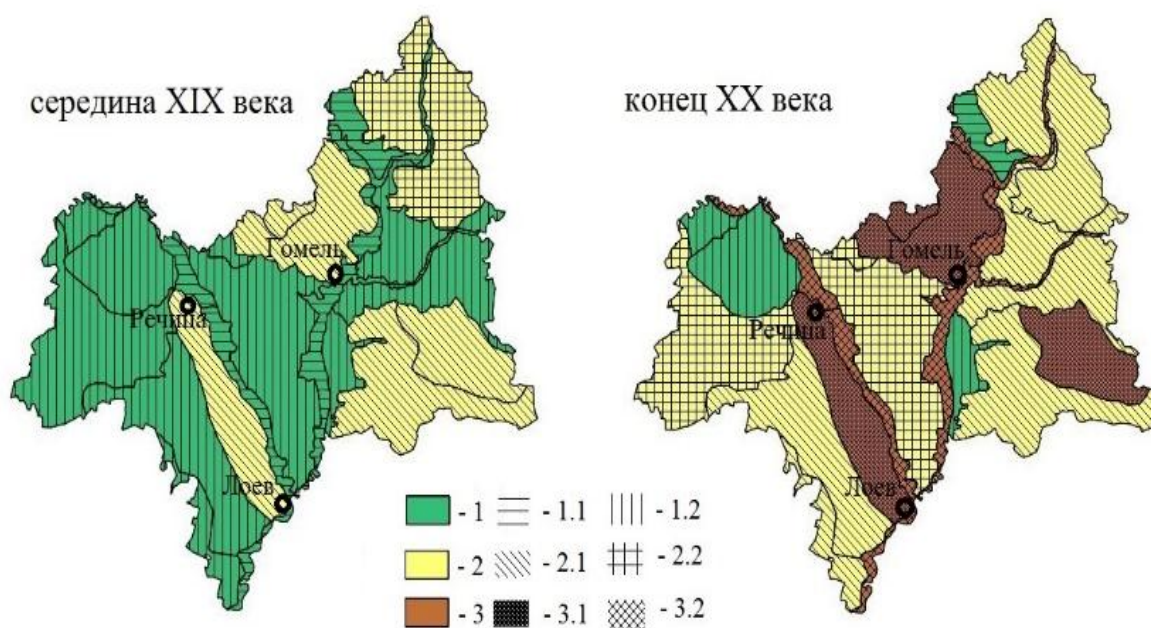 середина XIX века
конец XX века
Гомель
Речица
Лоев
Гомель
Речица
Лоев
- 1 - 1.1 - 1.2
- 2 - 2.1 - 2.2
- 3 - 3.1 - 3.2